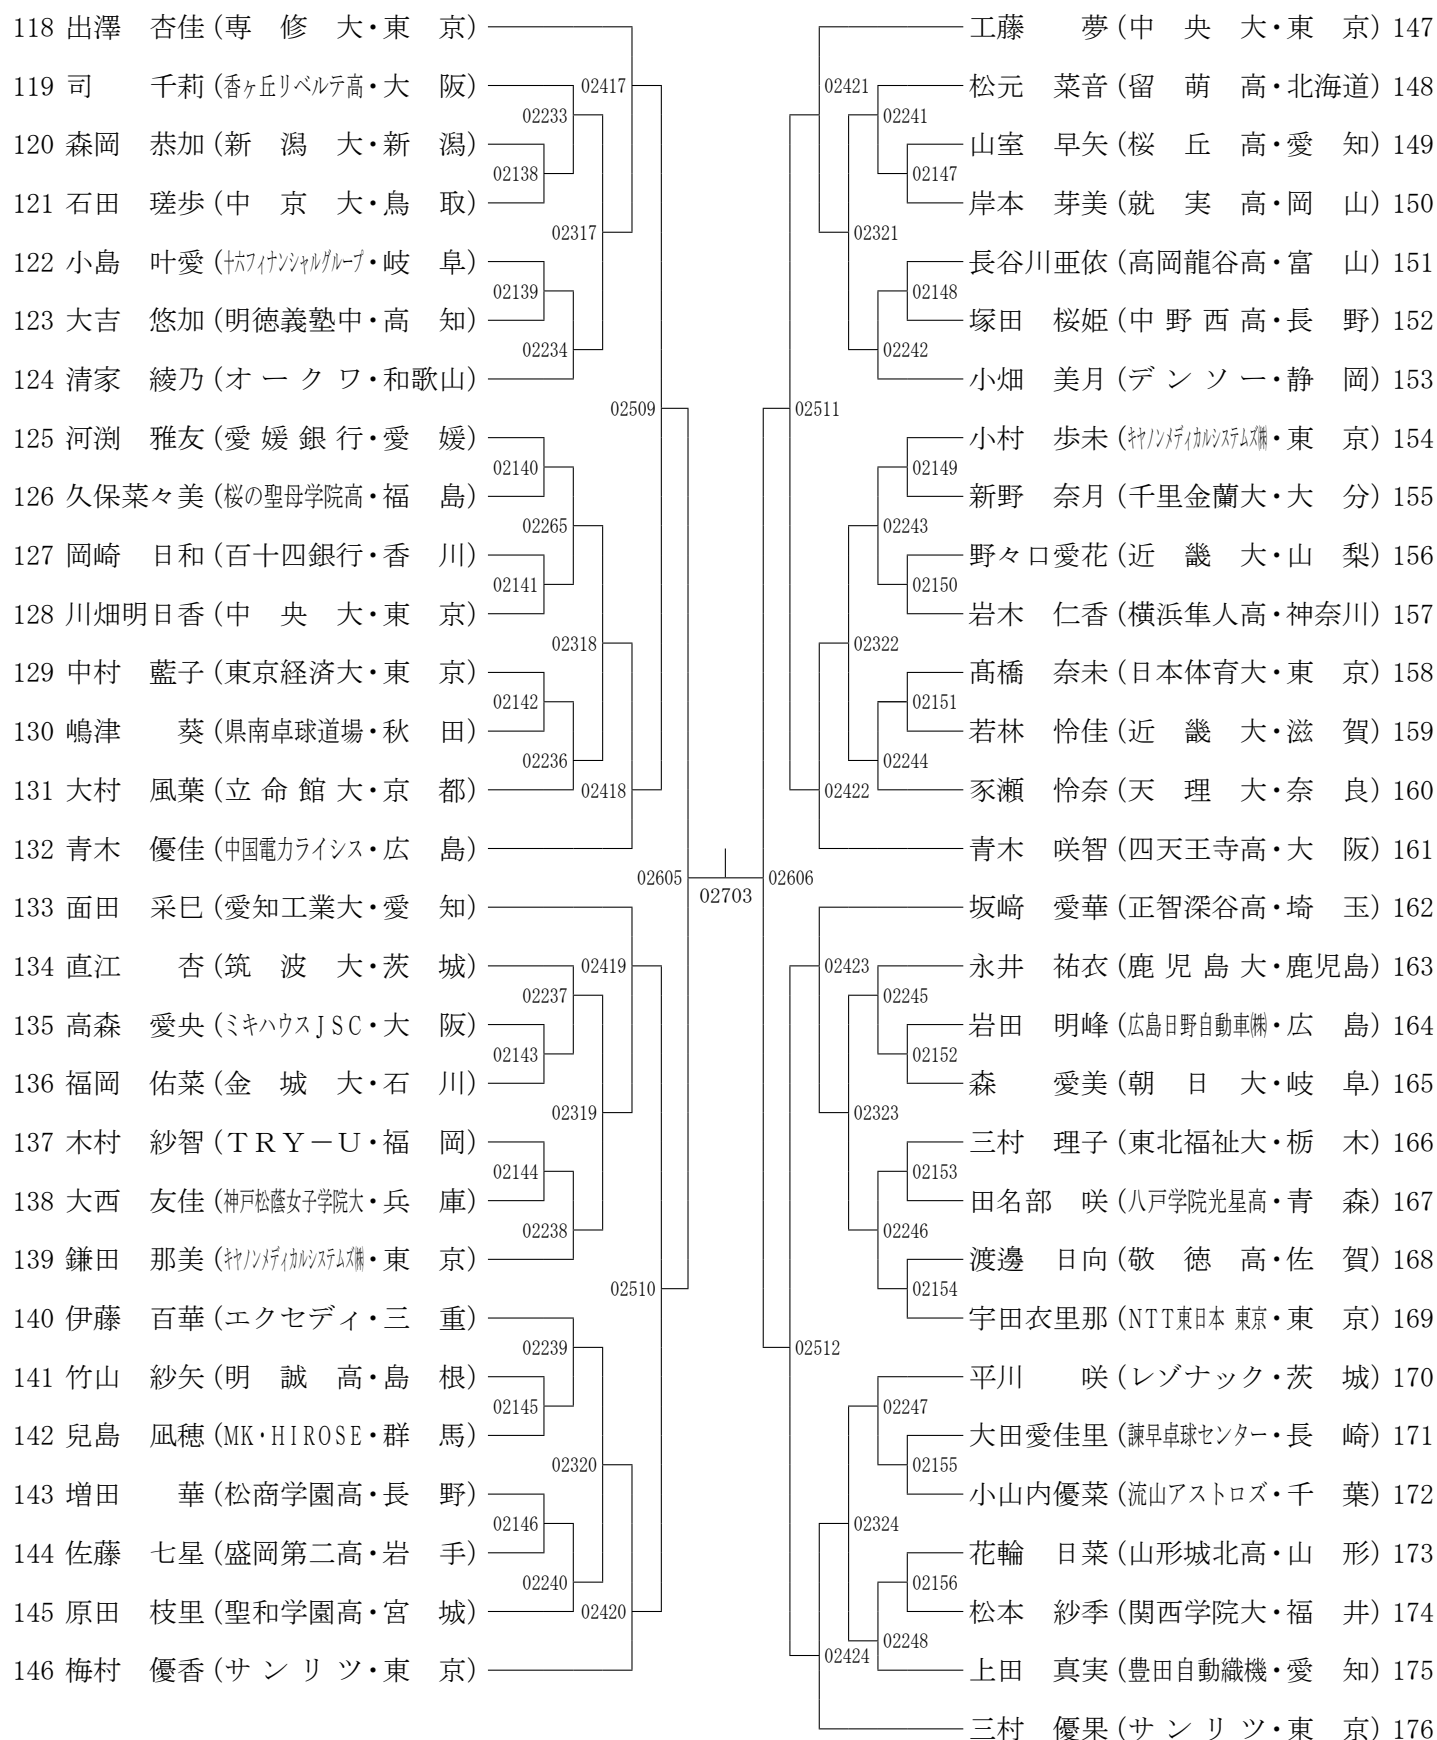 118 出澤 杏佳 (専修大・東京)
119 司 千莉 (香ヶ丘リベルテ高・大阪)
120 森岡 恭加 (新潟大・新潟)
121 石田 瑳歩 (中京大・鳥取)
122 小島 叶愛 (十六フィナンシャルグループ・岐阜)
123 大吉 悠加 (明徳義塾中・高知)
124 清家 綾乃 (オークワ・和歌山)
125 河渕 雅友 (愛媛銀行・愛媛)
126 久保菜々美 (桜の聖母学院高・福島)
127 岡崎 日和 (百十四銀行・香川)
128 川畑明日香 (中央大・東京)
129 中村 藍子 (東京経済大・東京)
130 嶋津 葵 (県南卓球道場・秋田)
131 大村 風葉 (立命館大・京都)
132 青木 優佳 (中国電力ライシス・広島)
133 面田 采巳 (愛知工業大・愛知)
134 直江 杏 (筑波大・茨城)
135 高森 愛央 (ミキハウスJSC・大阪)
136 福岡 佑菜 (金城大・石川)
137 木村 紗智 (TRY－U・福岡)
138 大西 友佳 (神戸松蔭女子学院大・兵庫)
139 鎌田 那美 (キヤノンメディカルシステムズ㈱・東京)
140 伊藤 百華 (エクセディ・三重)
141 竹山 紗矢 (明誠高・島根)
142 兒島 凪穂 (MK・HIROSE・群馬)
143 増田 華 (松商学園高・長野)
144 佐藤 七星 (盛岡第二高・岩手)
145 原田 枝里 (聖和学園高・宮城)
146 梅村 優香 (サンリツ・東京)
02138
02139
02140
02141
02142
02143
02144
02145
02146
02233
02234
02265
02236
02237
02238
02239
02240
02317
02318
02319
02320
02417
02418
02419
02420
02509
02510
02605
02703
02606
02511
02512
02421
02422
02423
02424
02321
02322
02323
02324
02241
02242
02243
02244
02245
02246
02247
02248
02147
02148
02149
02150
02151
02152
02153
02154
02155
02156
工藤 夢 (中央大・東京) 147
松元 菜音 (留萌高・北海道) 148
山室 早矢 (桜丘高・愛知) 149
岸本 芽美 (就実高・岡山) 150
長谷川亜依 (高岡龍谷高・富山) 151
塚田 桜姫 (中野西高・長野) 152
小畑 美月 (デンソー・静岡) 153
小村 歩未 (キヤノンメディカルシステムズ㈱・東京) 154
新野 奈月 (千里金蘭大・大分) 155
野々口愛花 (近畿大・山梨) 156
岩木 仁香 (横浜隼人高・神奈川) 157
髙橋 奈未 (日本体育大・東京) 158
若林 怜佳 (近畿大・滋賀) 159
豕瀬 怜奈 (天理大・奈良) 160
青木 咲智 (四天王寺高・大阪) 161
坂﨑 愛華 (正智深谷高・埼玉) 162
永井 祐衣 (鹿児島大・鹿児島) 163
岩田 明峰 (広島日野自動車㈱・広島) 164
森 愛美 (朝日大・岐阜) 165
三村 理子 (東北福祉大・栃木) 166
田名部 咲 (八戸学院光星高・青森) 167
渡邊 日向 (敬徳高・佐賀) 168
宇田衣里那 (NTT東日本 東京・東京) 169
平川 咲 (レゾナック・茨城) 170
大田愛佳里 (諫早卓球センター・長崎) 171
小山内優菜 (流山アストロズ・千葉) 172
花輪 日菜 (山形城北高・山形) 173
松本 紗季 (関西学院大・福井) 174
上田 真実 (豊田自動織機・愛知) 175
三村 優果 (サンリツ・東京) 176